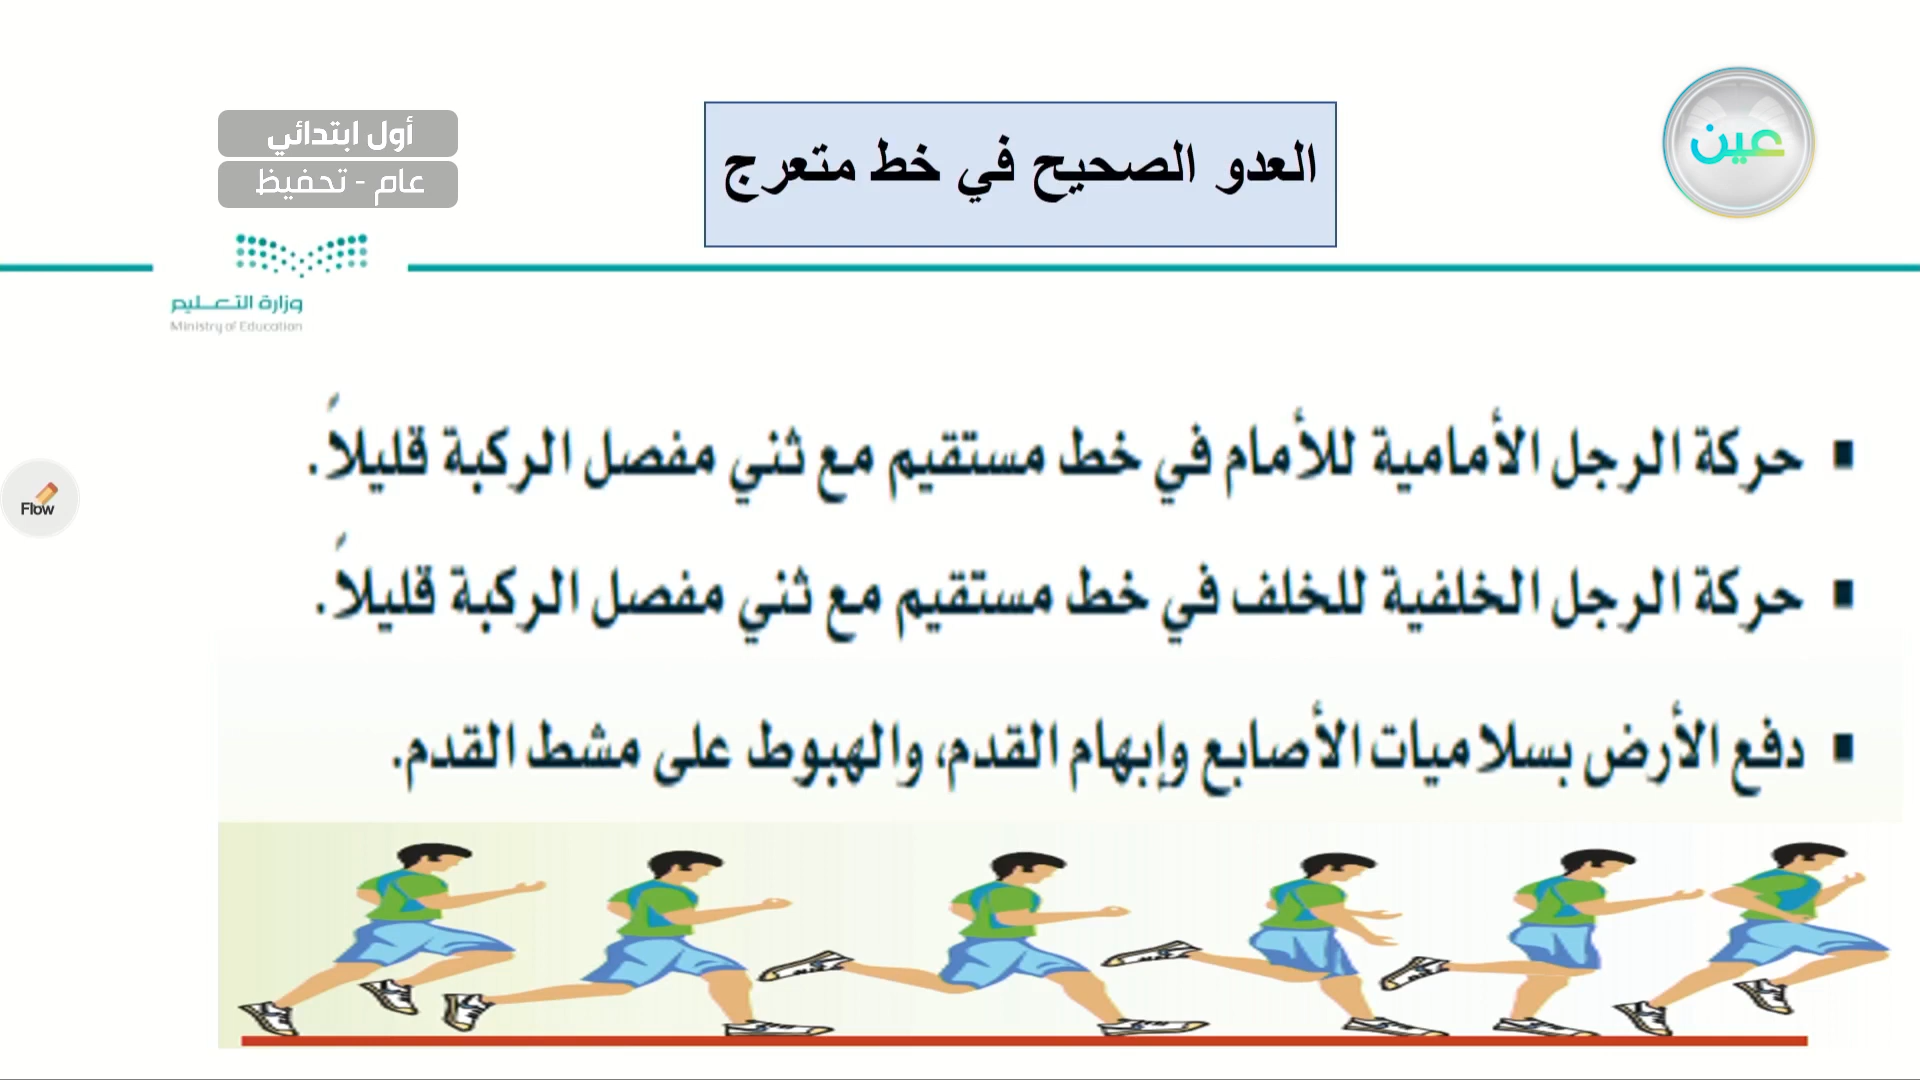 عين
العدو الصحيح في خط متعرج
أول ابتدائي
عام - تحفيظ
وزارة التعليم
Ministry of Education
▪ حركة الرجل الأمامية للأمام في خط مستقيم مع ثني مفصل الركبة قليلاً.
▪ حركة الرجل الخلفية للخلف في خط مستقيم مع ثني مفصل الركبة قليلاً.
▪ دفع الأرض بسلاميات الأصابع وإبهام القدم، والهبوط على مشط القدم.
Flow